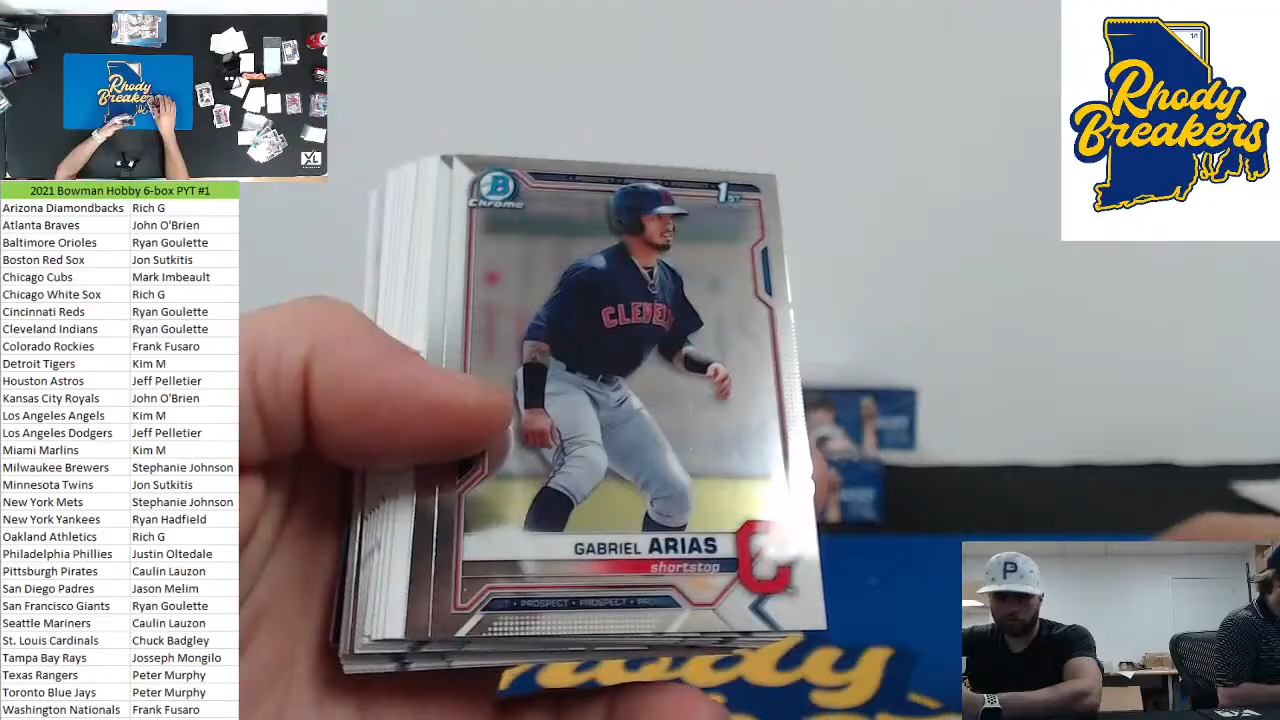 Rhody
Breakers
XL
2021 Bowman Hobby 6-box PYT #1
Arizona Diamondbacks Rich G
Atlanta Braves John O'Brien
Baltimore Orioles Ryan Goulette
Boston Red Sox Jon Sutkitis
Chicago Cubs Mark Imbeault
Chicago White Sox Rich G
Cincinnati Reds Ryan Goulette
Cleveland Indians Ryan Goulette
Colorado Rockies Frank Fusaro
Detroit Tigers Kim M
Houston Astros Jeff Pelletier
Kansas City Royals John O'Brien
Los Angeles Angels Kim M
Los Angeles Dodgers Jeff Pelletier
Miami Marlins Kim M
Milwaukee Brewers Stephanie Johnson
Minnesota Twins Jon Sutkitis
New York Mets Stephanie Johnson
New York Yankees Ryan Hadfield
Oakland Athletics Rich G
Philadelphia Phillies Justin Oltedale
Pittsburgh Pirates Caulin Lauzon
San Diego Padres Jason Melim
San Francisco Giants Ryan Goulette
Seattle Mariners Caulin Lauzon
St. Louis Cardinals Chuck Badgley
Tampa Bay Rays Josseph Mongilo
Texas Rangers Peter Murphy
Toronto Blue Jays Peter Murphy
Washington Nationals Frank Fusaro
B
Chrome
1ST
GABRIEL ARIAS
shortstop
C
PROSPECT • PROSPECT •
Rhody
Breakers
1/1
P